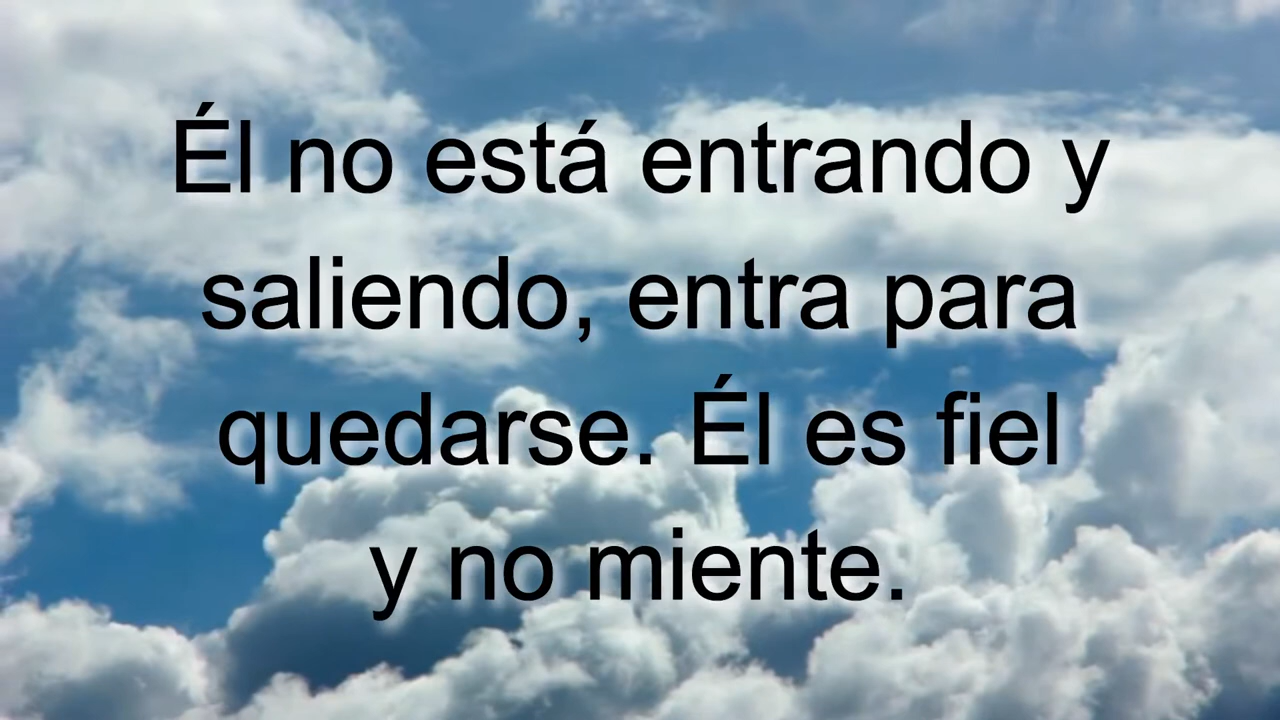 Él no está entrando y
saliendo, entra para
quedarse. Él es fiel
y no miente.